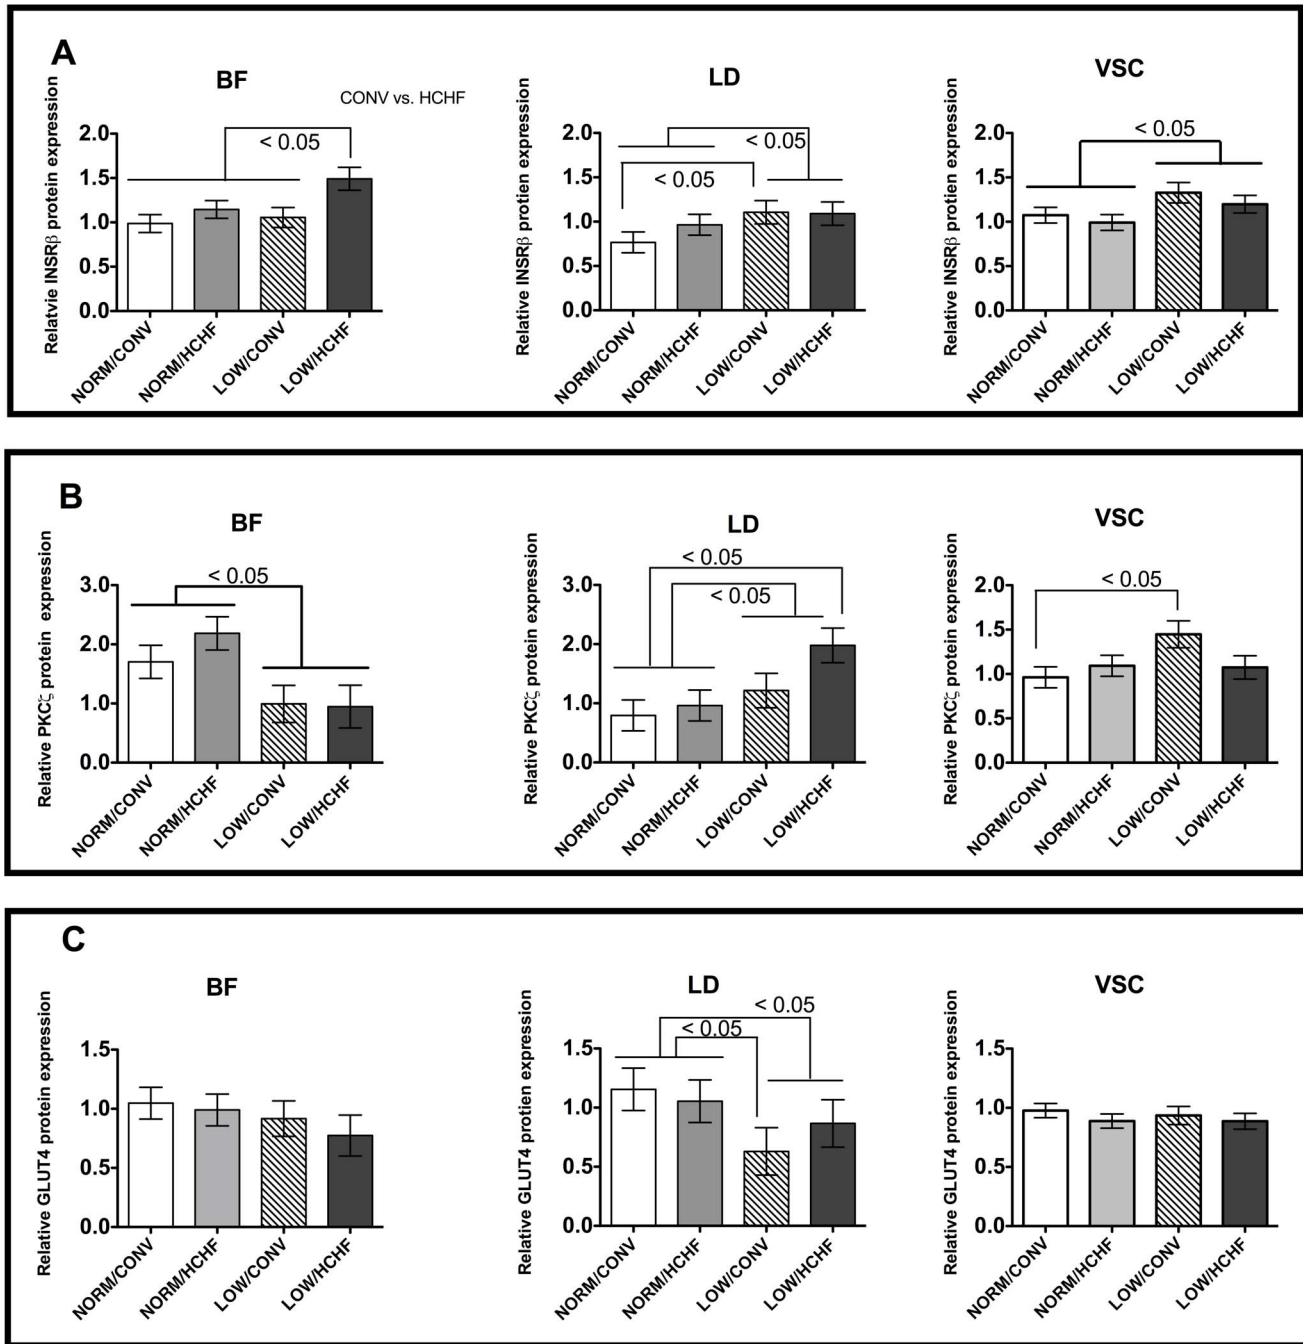 A
BF
CONV vs. HCHF
Relatvie INSRβ protein expression
2.0
1.5
1.0
0.5
0.0
< 0.05
NORM/CONV
NORM/HCHF
LOW/CONV
LOW/HCHF
LD
Relative INSRβ protien expression
2.0
1.5
1.0
0.5
0.0
< 0.05
< 0.05
NORM/CONV
NORM/HCHF
LOW/CONV
LOW/HCHF
VSC
Relative INSRβ protein expression
2.0
1.5
1.0
0.5
0.0
< 0.05
NORM/CONV
NORM/HCHF
LOW/CONV
LOW/HCHF
B
BF
Relative PKCζ protein expression
3.0
2.0
1.0
0.0
< 0.05
NORM/CONV
NORM/HCHF
LOW/CONV
LOW/HCHF
LD
Relative PKCζ protein expression
3.0
2.0
1.0
0.0
< 0.05
< 0.05
NORM/CONV
NORM/HCHF
LOW/CONV
LOW/HCHF
VSC
Relative PKCζ protein expression
2.0
1.5
1.0
0.5
0.0
< 0.05
NORM/CONV
NORM/HCHF
LOW/CONV
LOW/HCHF
C
BF
Relative GLUT4 protein expression
1.5
1.0
0.5
0.0
NORM/CONV
NORM/HCHF
LOW/CONV
LOW/HCHF
LD
Relative GLUT4 protien expression
1.5
1.0
0.5
0.0
< 0.05
< 0.05
NORM/CONV
NORM/HCHF
LOW/CONV
LOW/HCHF
VSC
Relative GLUT4 protein expression
1.5
1.0
0.5
0.0
NORM/CONV
NORM/HCHF
LOW/CONV
LOW/HCHF